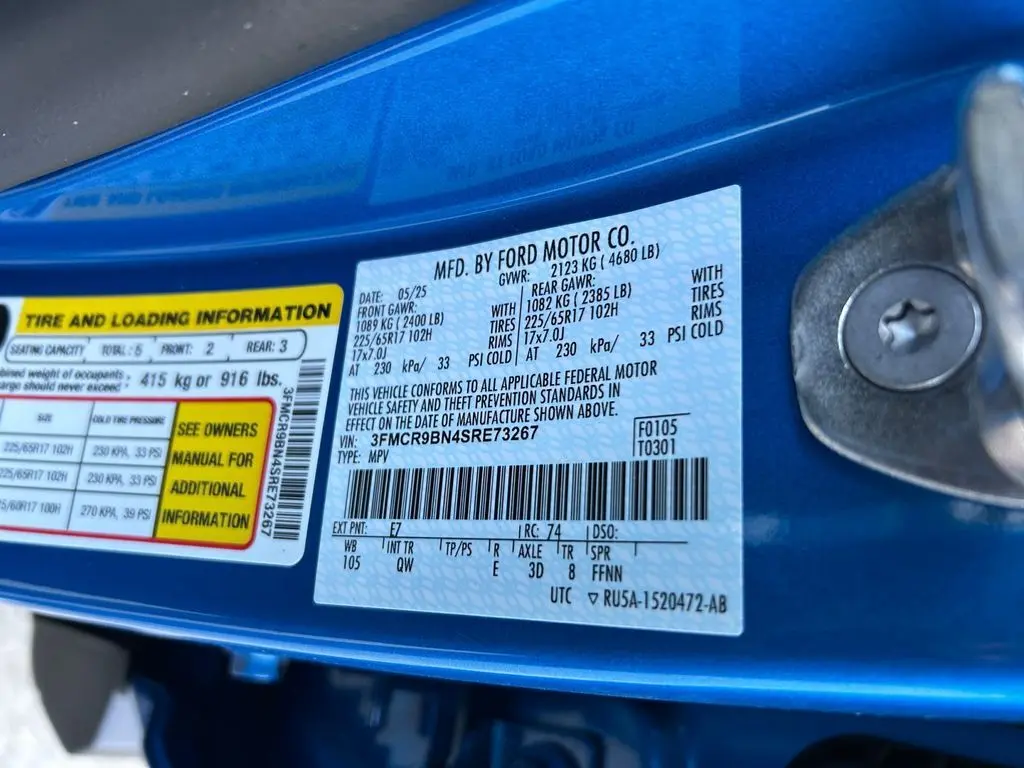 TIRE AND LOADING INFORMATION
SEATING CAPACITY TOTAL: 5 FRONT: 2 REAR: 3
weight of occupants
should never exceed: 415 kg or 916 lbs.
SIZE COLD TIRE PRESSURE
225/65R17 102H 230 KPA, 33 PSI
225/65R17 102H 230 KPA, 33 PSI
270 KPA, 39 PSI
SEE OWNERS
MANUAL FOR
ADDITIONAL
INFORMATION
3FMCR9BN4SRE73267
MFD. BY FORD MOTOR CO.
DATE: 05/25 GVWR: 2123 KG ( 4680 LB)
FRONT GAWR: WITH REAR GAWR: WITH
1089 KG ( 2400 LB) TIRES 1082 KG ( 2385 LB) TIRES
225/65R17 102H RIMS 225/65R17 102H RIMS
17x7.0J 17x7.0J
AT 230 kPa/ 33 PSI COLD AT 230 kPa/ 33 PSI COLD
THIS VEHICLE CONFORMS TO ALL APPLICABLE FEDERAL MOTOR
VEHICLE SAFETY AND THEFT PREVENTION STANDARDS IN
EFFECT ON THE DATE OF MANUFACTURE SHOWN ABOVE.
VIN: 3FMCR9BN4SRE73267 F0105
TYPE: MPV T0301
EXT PNT: E7 RC: 74 DSO:
WB INT TR TP/PS R AXLE TR SPR
105 QW E 3D 8 FFNN
UTC ▽ RU5A-1520472-AB